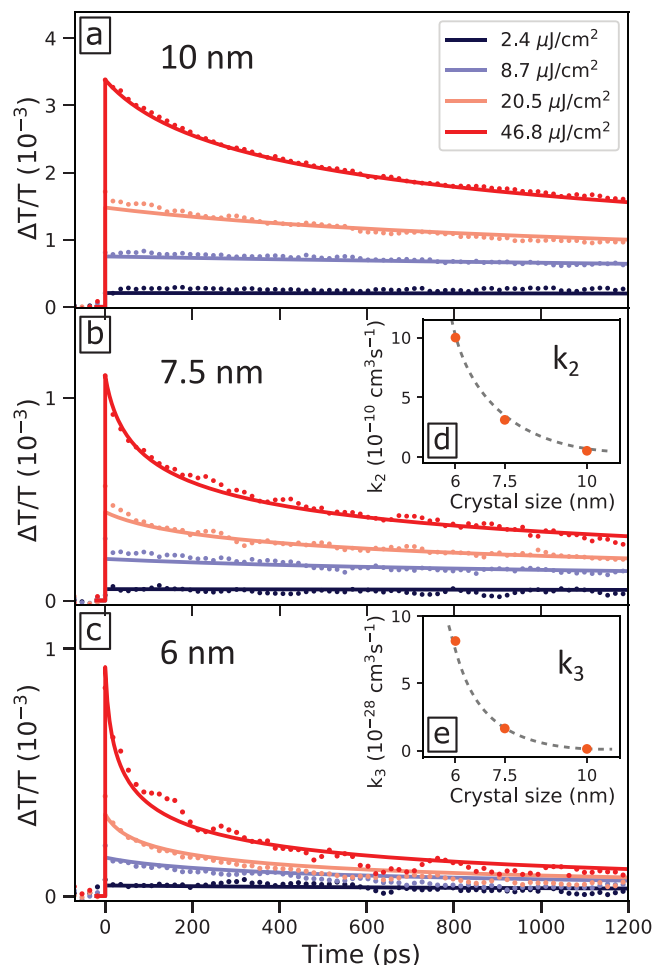 a
10 nm
2.4 μJ/cm²
8.7 μJ/cm²
20.5 μJ/cm²
46.8 μJ/cm²
ΔT/T (10⁻³)
4
3
2
1
0
b
7.5 nm
ΔT/T (10⁻³)
1
0
k₂ (10⁻¹⁰ cm³s⁻¹)
10
5
0
k₂
d
6 7.5 10
Crystal size (nm)
c
6 nm
ΔT/T (10⁻³)
1
0
k₃ (10⁻²⁸ cm³s⁻¹)
10
5
0
k₃
e
6 7.5 10
Crystal size (nm)
0 200 400 600 800 1000 1200
Time (ps)